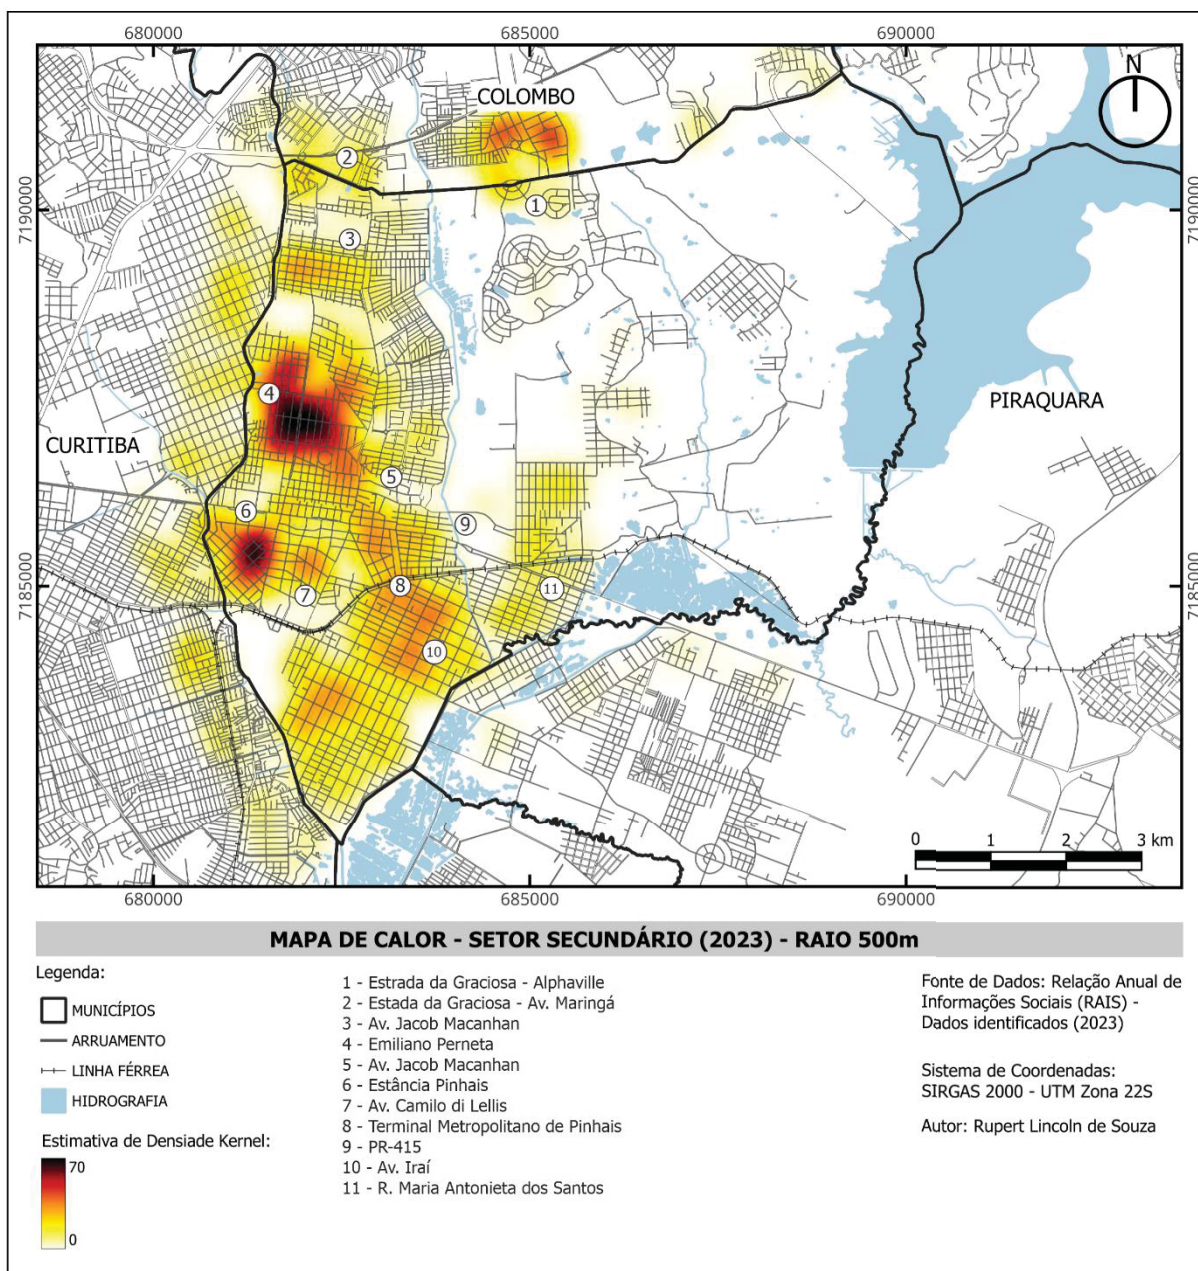 680000
685000
690000
N
COLOMBO
2
1
7190000
7190000
3
4
PIRAQUARA
CURITIBA
5
6
9
7185000
7185000
7
8
11
10
0
1
2
3 km
680000
685000
690000
MAPA DE CALOR - SETOR SECUNDÁRIO (2023) - RAIO 500m
Legenda:
MUNICÍPIOS
ARRUAMENTO
LINHA FÉRREA
HIDROGRAFIA
Estimativa de Densiade Kernel:
70
0
1 - Estrada da Graciosa - Alphaville
2 - Estada da Graciosa - Av. Maringá
3 - Av. Jacob Macanhan
4 - Emiliano Perneta
5 - Av. Jacob Macanhan
6 - Estância Pinhais
7 - Av. Camilo di Lellis
8 - Terminal Metropolitano de Pinhais
9 - PR-415
10 - Av. Iraí
11 - R. Maria Antonieta dos Santos
Fonte de Dados: Relação Anual de
Informações Sociais (RAIS) -
Dados identificados (2023)
Sistema de Coordenadas:
SIRGAS 2000 - UTM Zona 22S
Autor: Rupert Lincoln de Souza